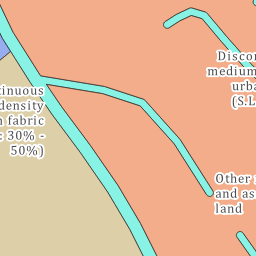 Discon
medium
urba
(S.L
tinuous
density
n fabric
: 30% -
50%)
Other
and as
land